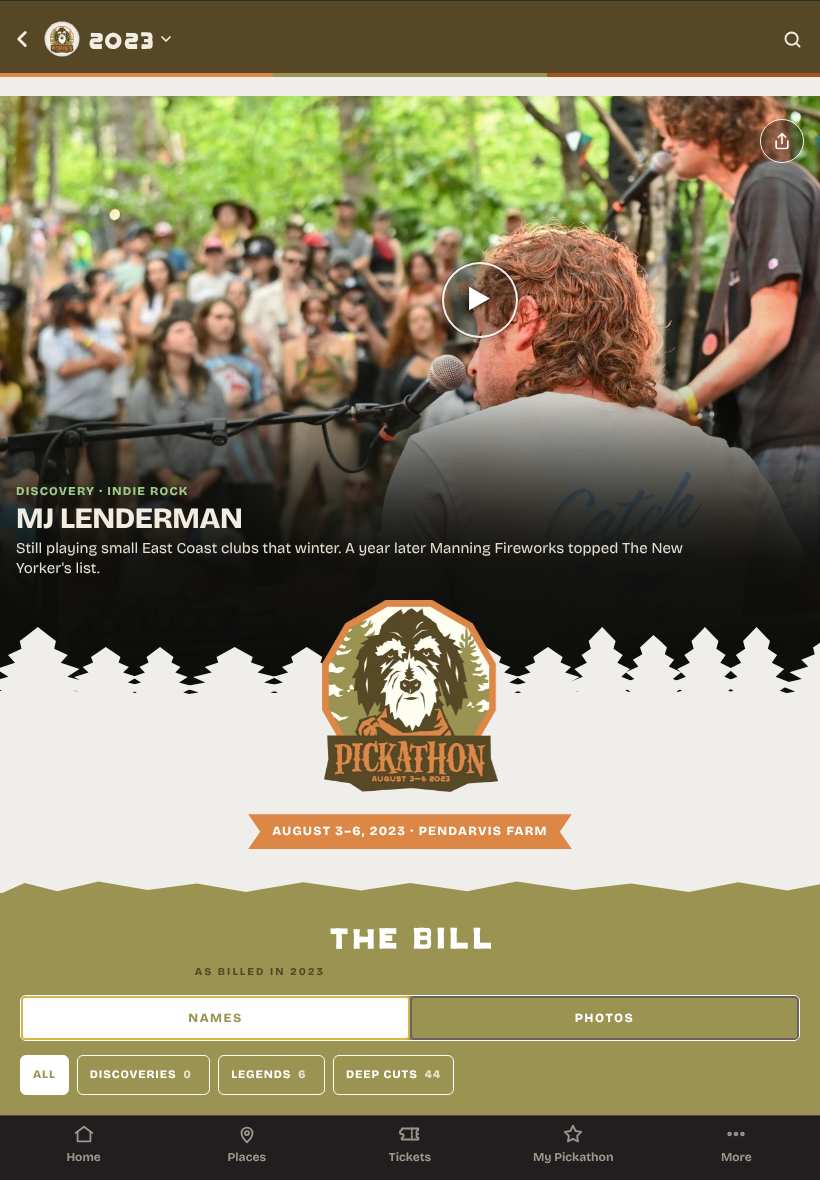 2023
DISCOVERY · INDIE ROCK
MJ LENDERMAN
Still playing small East Coast clubs that winter. A year later Manning Fireworks topped The New
Yorker's list.
Catch
PICKATHON
AUGUST 3–6 2023
AUGUST 3–6, 2023 · PENDARVIS FARM
THE BILL
AS BILLED IN 2023
NAMES
PHOTOS
ALL
DISCOVERIES 0
LEGENDS 6
DEEP CUTS 44
Home
Places
Tickets
My Pickathon
More